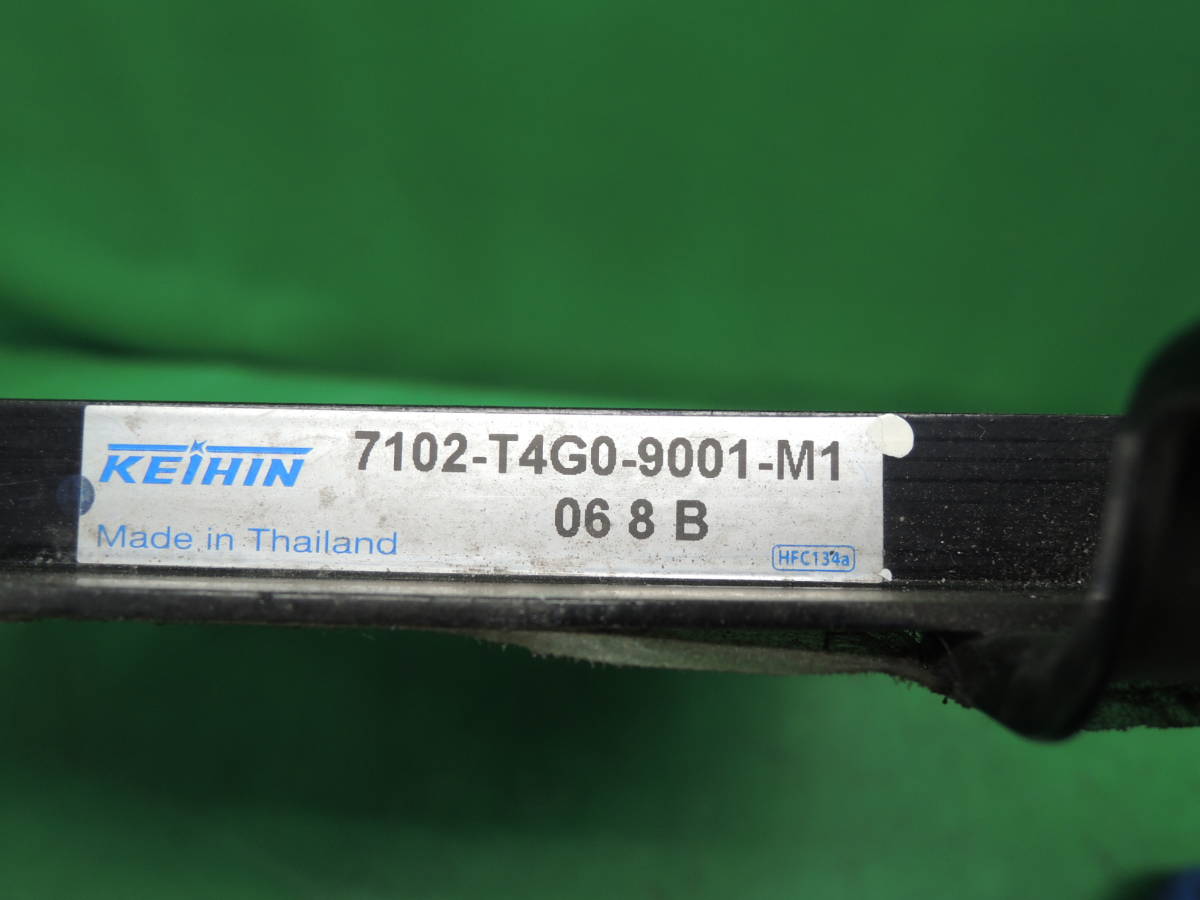 KEIHIN
7102-T4G0-9001-M1
06 8 B
Made in Thailand
HFC134a